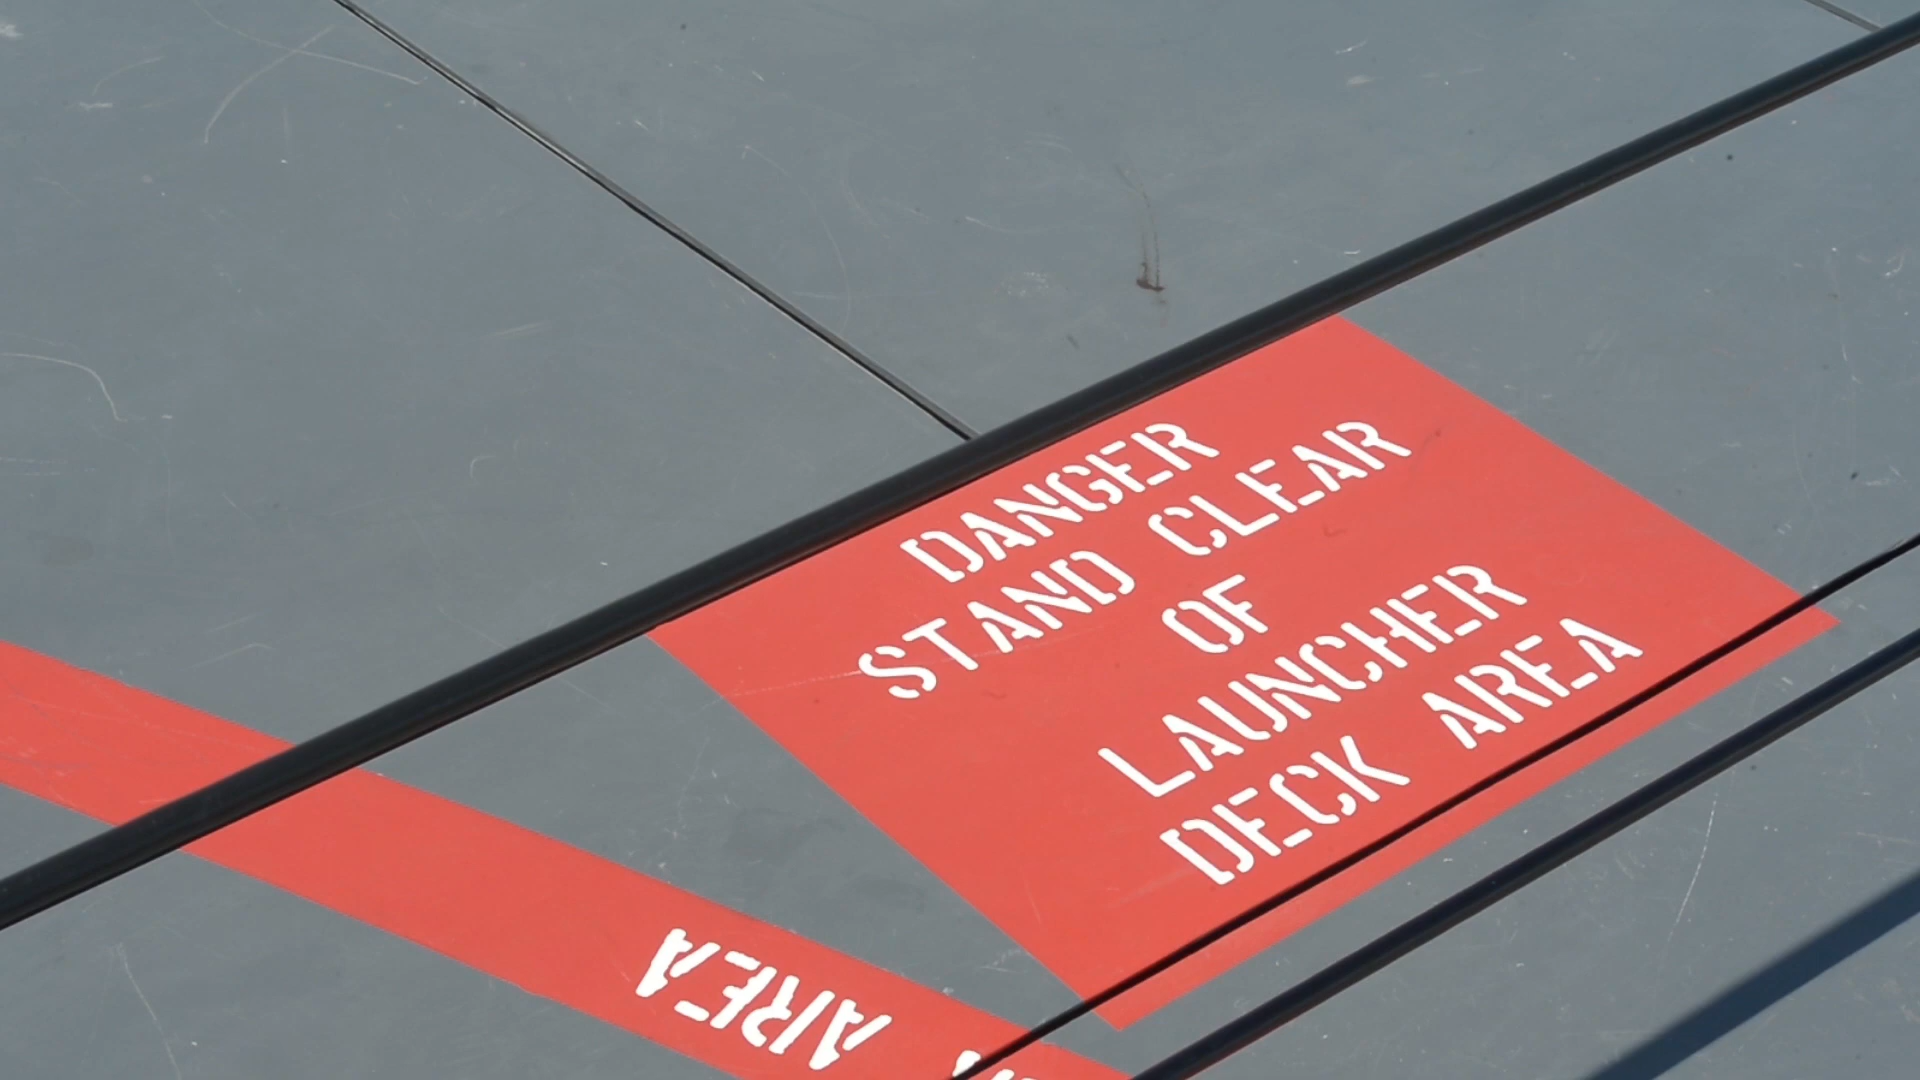 DANGER
STAND CLEAR
OF
LAUNCHER
DECK AREA
AREA